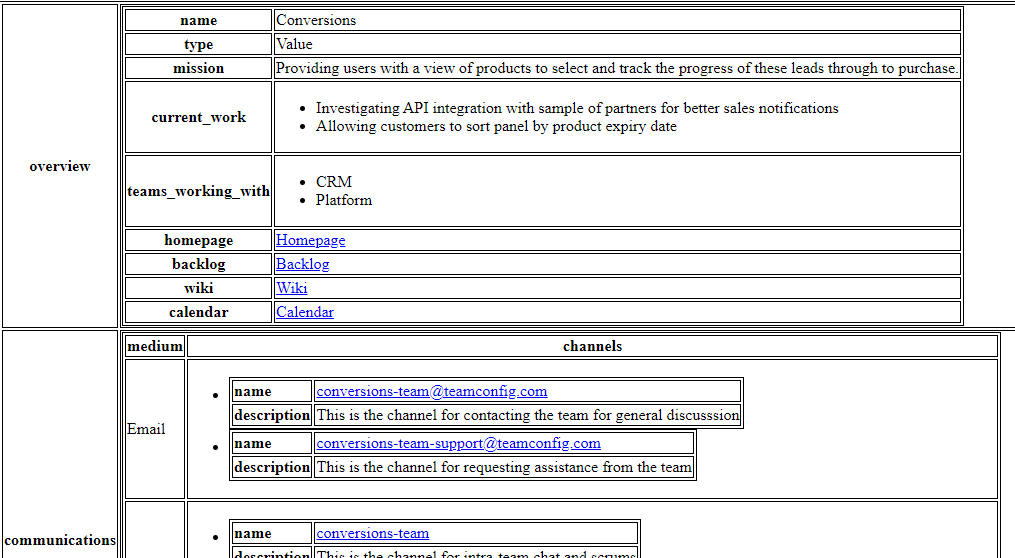 overview
name Conversions
type Value
mission Providing users with a view of products to select and track the progress of these leads through to purchase.
current_work
Investigating API integration with sample of partners for better sales notifications
Allowing customers to sort panel by product expiry date
teams_working_with
CRM
Platform
homepage Homepage
backlog Backlog
wiki Wiki
calendar Calendar
communications
medium channels
Email
name conversions-team@teamconfig.com
description This is the channel for contacting the team for general discusssion
name conversions-team-support@teamconfig.com
description This is the channel for requesting assistance from the team
name conversions-team
description This is the channel for intra-team chat and scrums